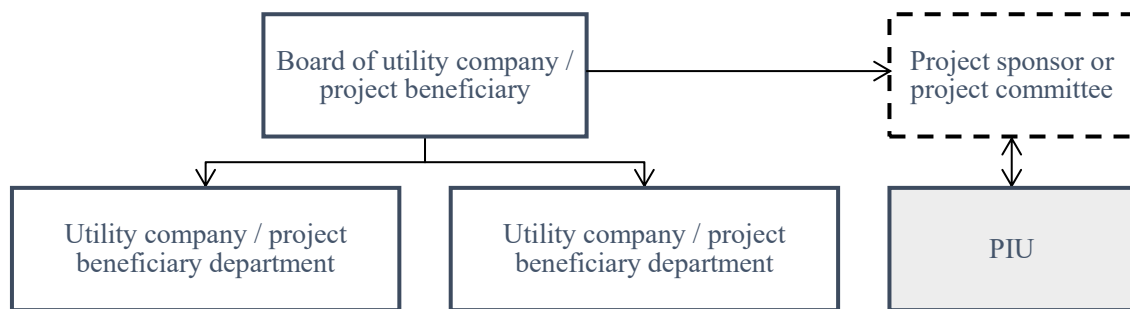 Board of utility company /
project beneficiary
Project sponsor or
project committee
Utility company / project
beneficiary department
Utility company / project
beneficiary department
PIU